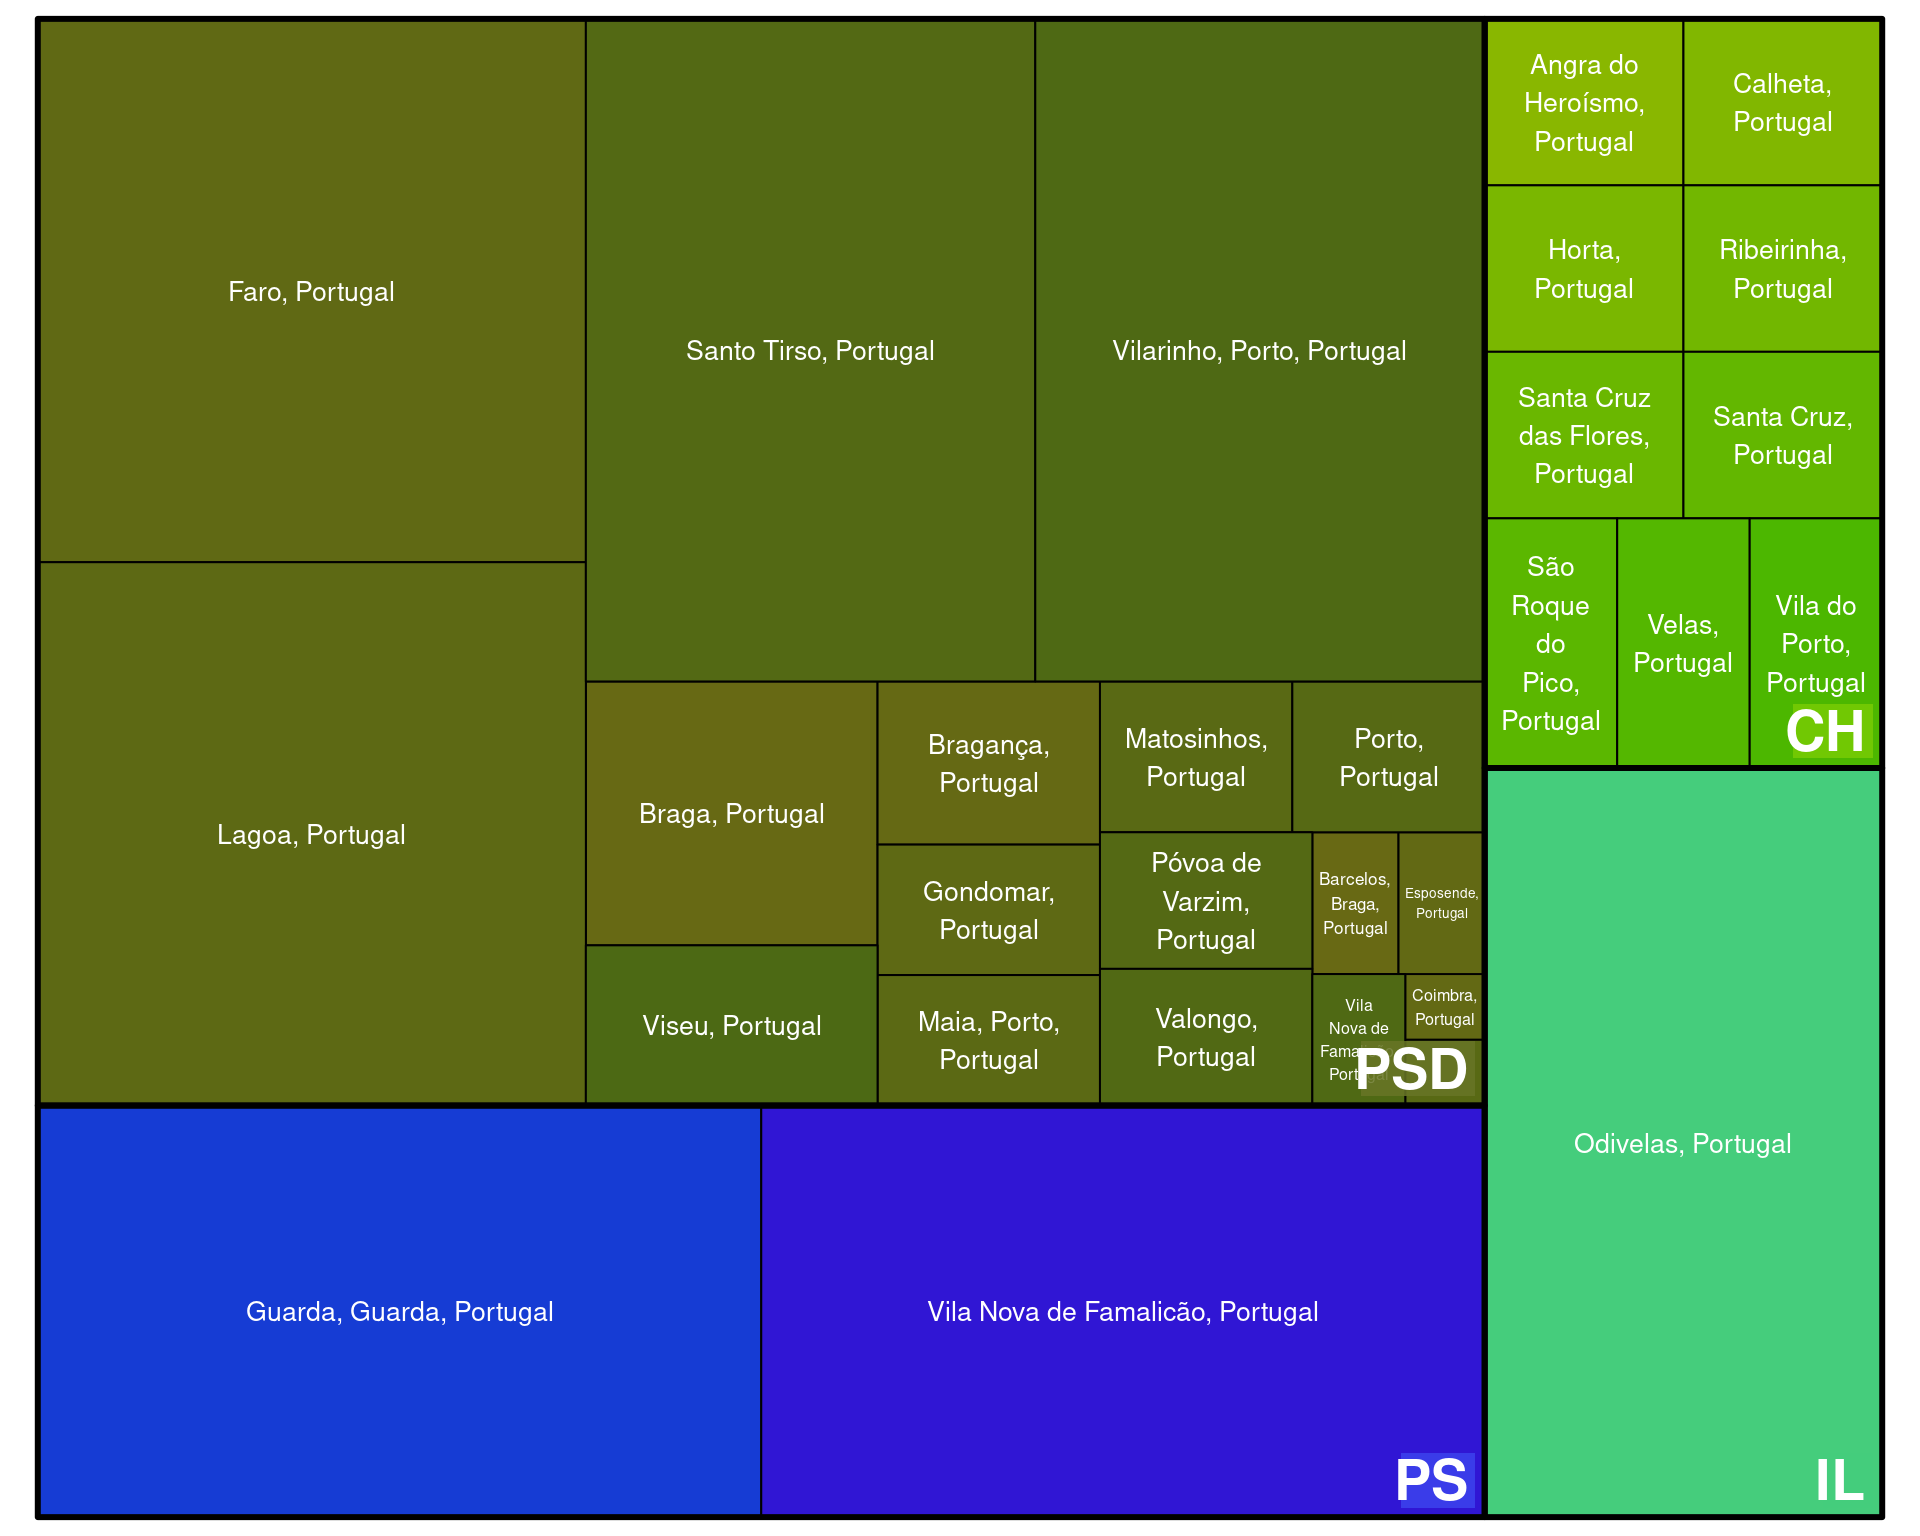 Faro, Portugal
Lagoa, Portugal
Santo Tirso, Portugal
Vilarinho, Porto, Portugal
Braga, Portugal
Viseu, Portugal
Bragança,
Portugal
Gondomar,
Portugal
Maia, Porto,
Portugal
Matosinhos,
Portugal
Porto,
Portugal
Póvoa de
Varzim,
Portugal
Valongo,
Portugal
Barcelos,
Braga,
Portugal
Esposende,
Portugal
Vila
Nova de
Coimbra,
Portugal
PSD
Guarda, Guarda, Portugal
Vila Nova de Famalicão, Portugal
PS
Angra do
Heroísmo,
Portugal
Calheta,
Portugal
Horta,
Portugal
Ribeirinha,
Portugal
Santa Cruz
das Flores,
Portugal
Santa Cruz,
Portugal
São
Roque
do
Pico,
Portugal
Velas,
Portugal
Vila do
Porto,
Portugal
CH
Odivelas, Portugal
IL